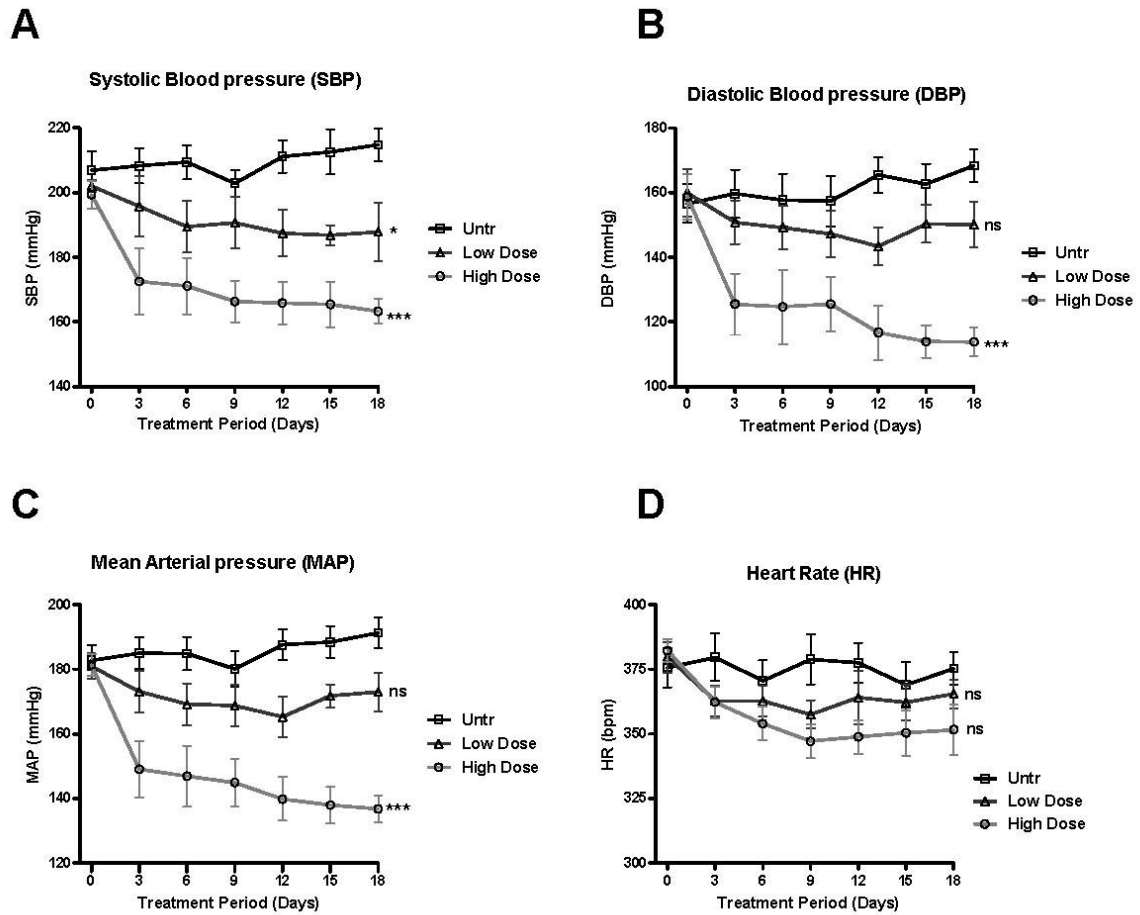 A
Systolic Blood pressure (SBP)
220
200
180
160
140
SBP (mmHg)
0 3 6 9 12 15 18
Treatment Period (Days)
*
***
Untr
Low Dose
High Dose
B
Diastolic Blood pressure (DBP)
180
160
140
120
100
DBP (mmHg)
0 3 6 9 12 15 18
Treatment Period (Days)
ns
***
Untr
Low Dose
High Dose
C
Mean Arterial pressure (MAP)
200
180
160
140
120
MAP (mmHg)
0 3 6 9 12 15 18
Treatment Period (Days)
ns
***
Untr
Low Dose
High Dose
D
Heart Rate (HR)
400
375
350
325
300
HR (bpm)
0 3 6 9 12 15 18
Treatment Period (Days)
ns
ns
Untr
Low Dose
High Dose